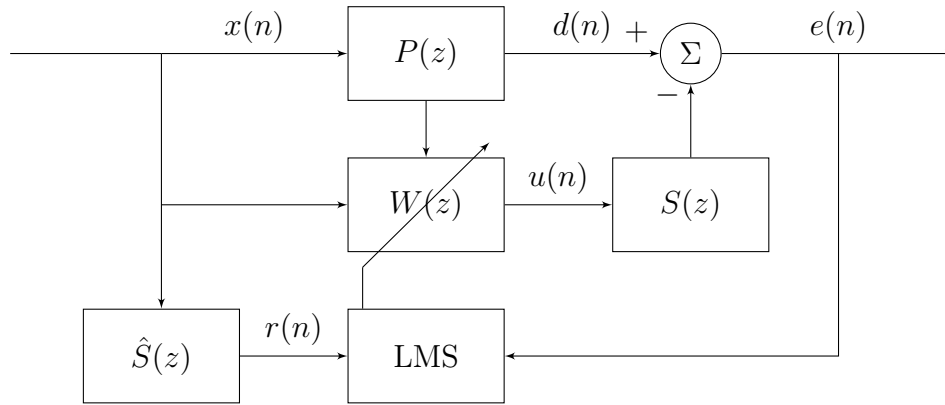 x(n)
P(z)
d(n)
+
Σ
e(n)
−
W(z)
u(n)
S(z)
Ŝ(z)
r(n)
LMS